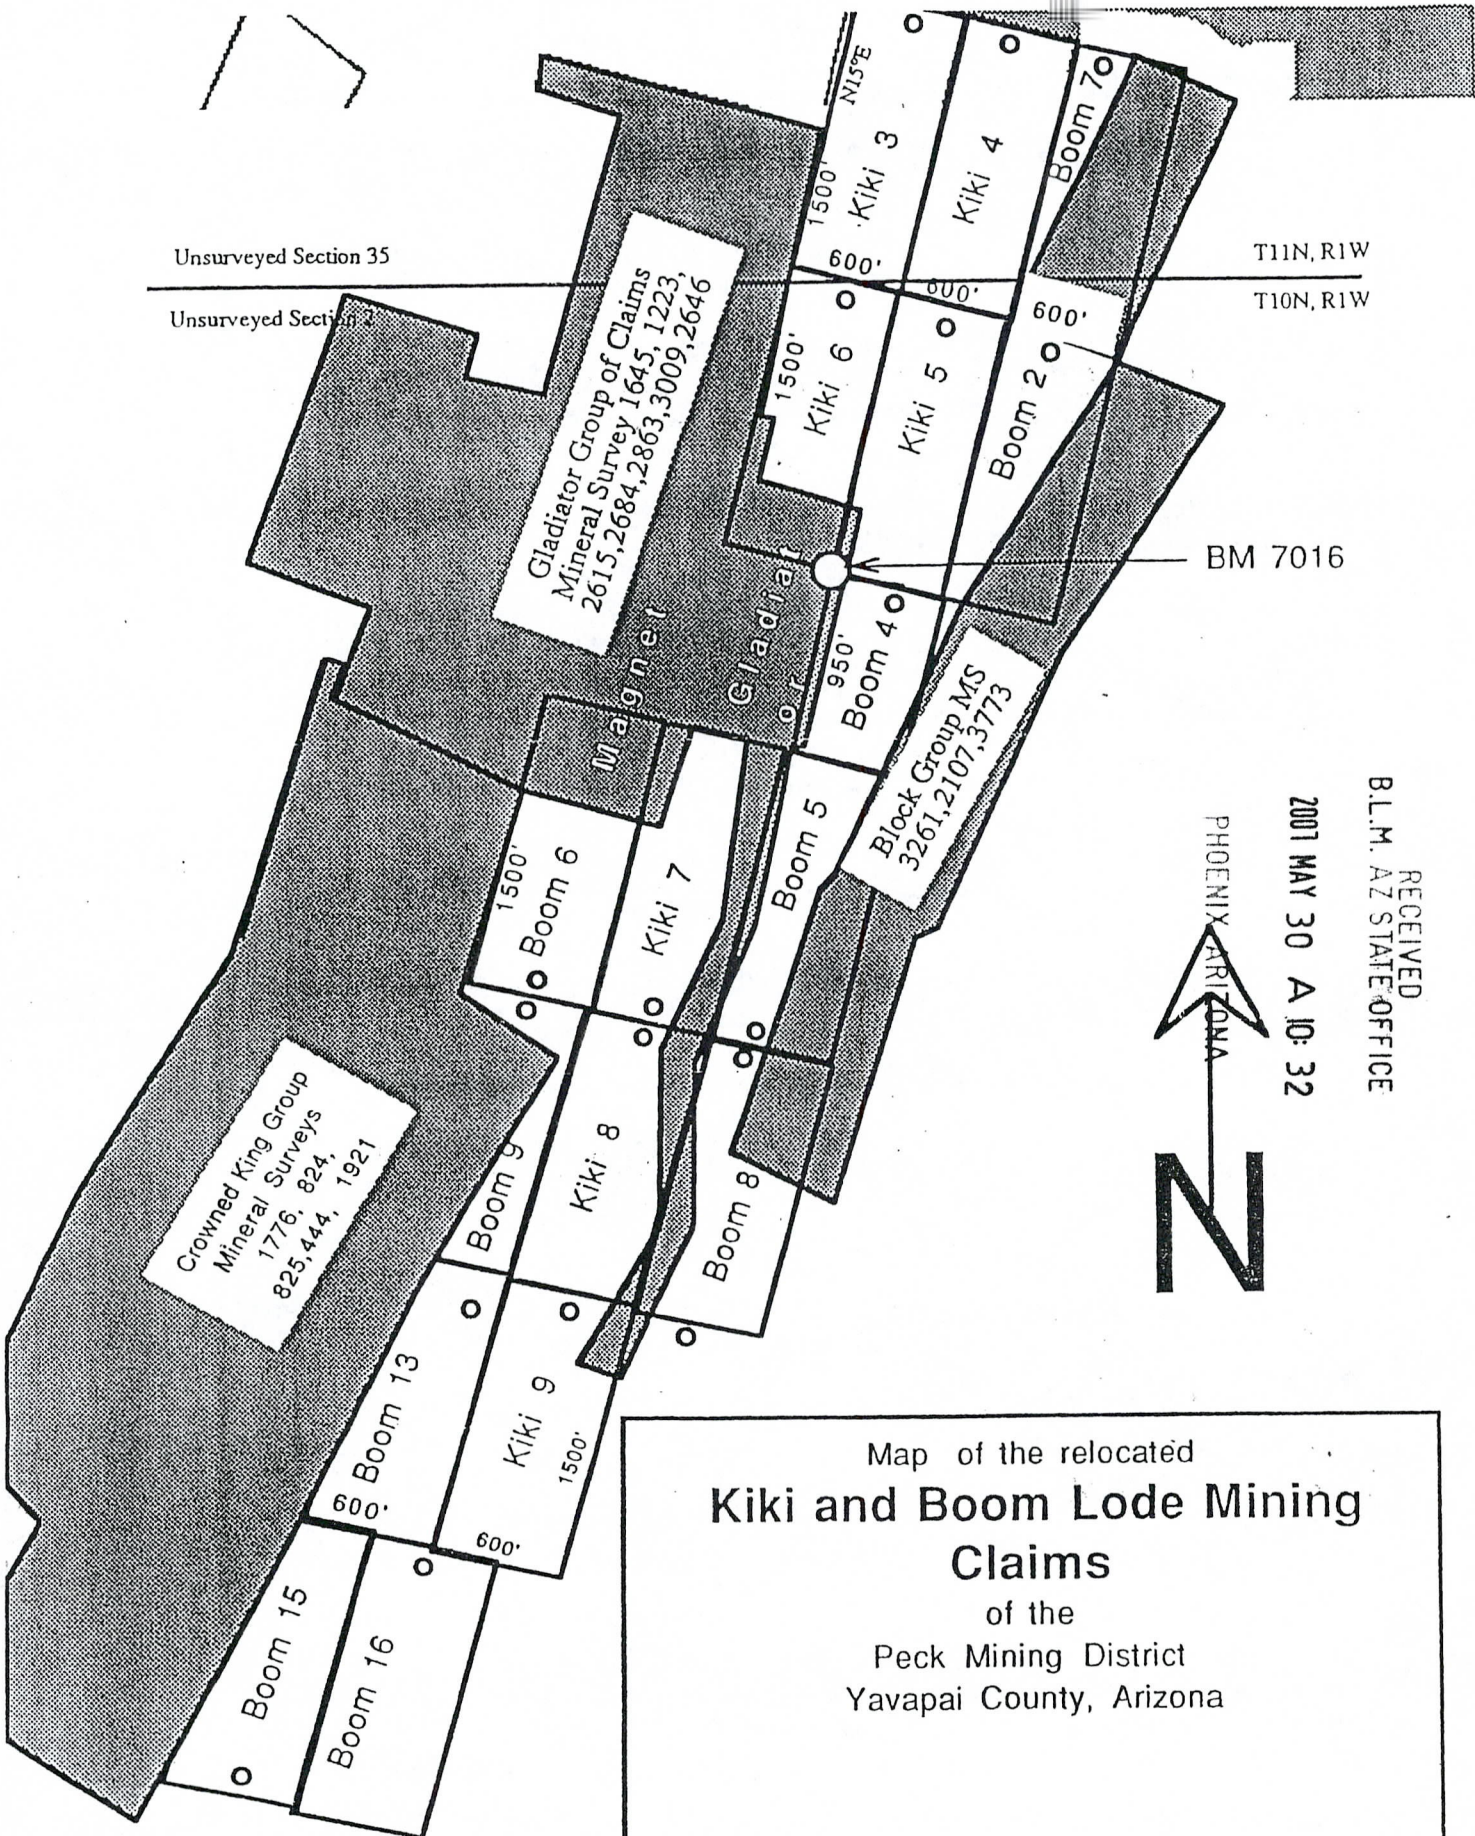 N15°E
Kiki 3
1500'
Kiki 4
Boom 7
Unsurveyed Section 35
T11N, R1W
600'
600'
Unsurveyed Section 2
T10N, R1W
600'
Gladiator Group of Claims
Mineral Survey 1645, 1223,
2615,2684,2863,3009,2646
1500'
Kiki 6
Kiki 5
Boom 2
BM 7016
Magnet
Gladiat
or
950'
Boom 4
Block Group MS
3261,2107,3773
RECEIVED
B.L.M. AZ STATE OFFICE
2001 MAY 30 A 10: 32
PHOENIX, ARIZONA
N
1500'
Boom 6
Kiki 7
Boom 5
Crowned King Group
Mineral Surveys
1776, 824,
825,444, 1921
Boom 9
Kiki 8
Boom 8
Boom 13
600'
Kiki 9
1500'
600'
Boom 15
Boom 16
Map of the relocated
Kiki and Boom Lode Mining
Claims
of the
Peck Mining District
Yavapai County, Arizona